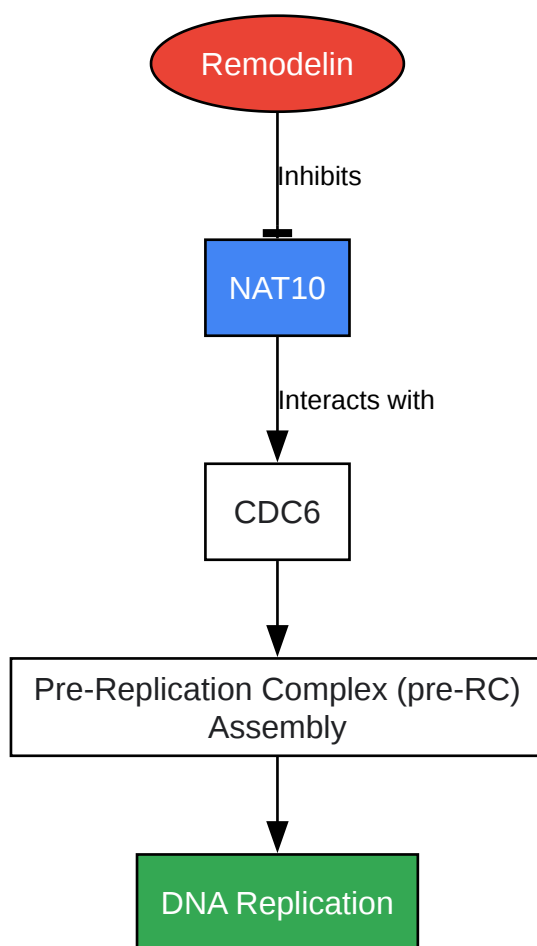 Remodelin
Inhibits
NAT10
Interacts with
CDC6
Pre-Replication Complex (pre-RC)
Assembly
DNA Replication